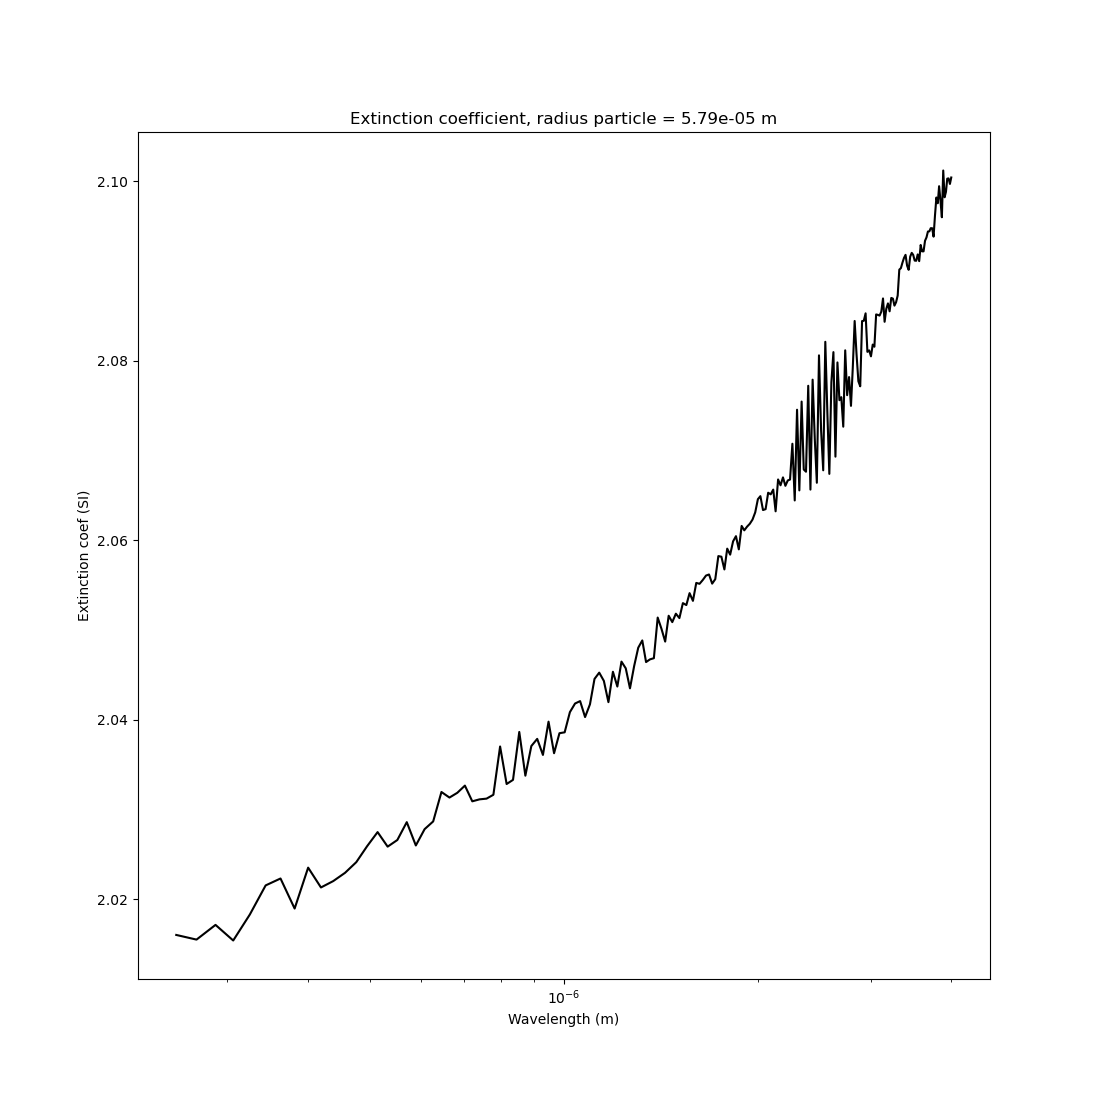 Extinction coefficient, radius particle = 5.79e-05 m
2.10
2.08
2.06
2.04
2.02
Extinction coef (SI)
10⁻⁶
Wavelength (m)